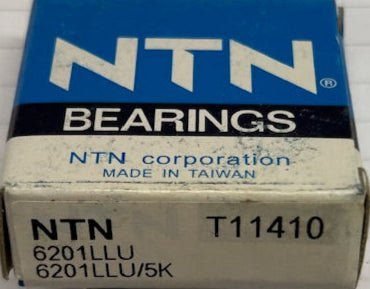 NTN®
BEARINGS
NTN corporation
MADE IN TAIWAN
NTN T11410
6201LLU
6201LLU/5K